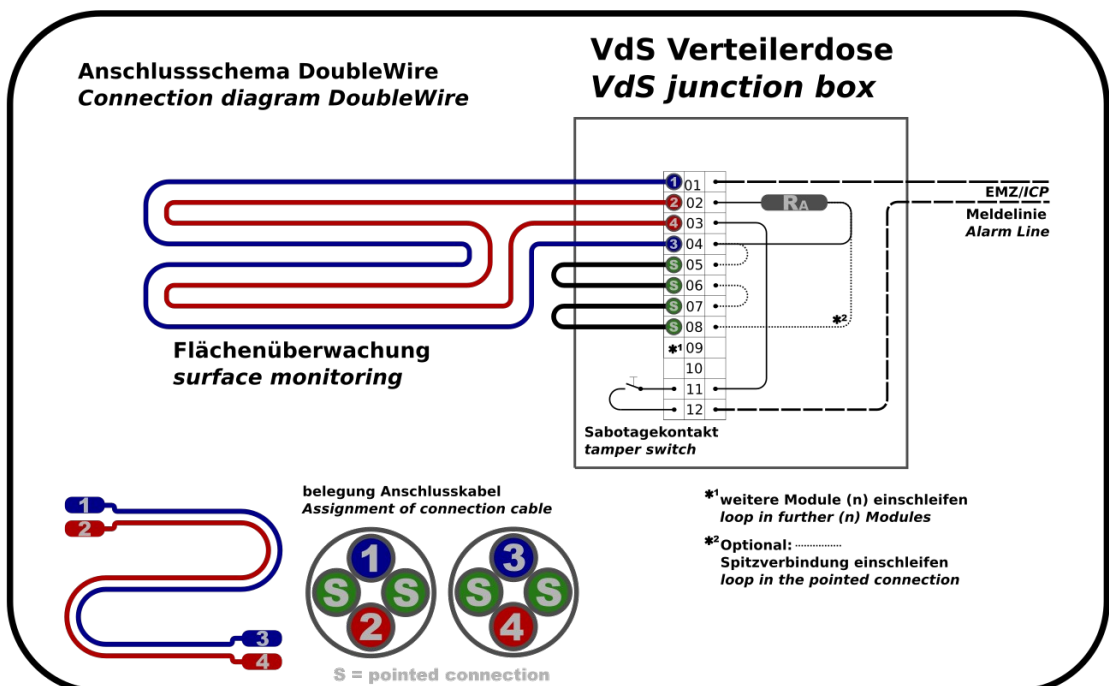 Anschlussschema DoubleWire
Connection diagram DoubleWire
VdS Verteilerdose
VdS junction box
1 01
2 02
4 03
3 04
S 05
S 06
S 07
S 08
*1 09
10
11
12
RA
*2
EMZ/ICP
Meldelinie
Alarm Line
Flächenüberwachung
surface monitoring
Sabotagekontakt
tamper switch
1
2
3
4
belegung Anschlusskabel
Assignment of connection cable
1
S S
2
3
S S
4
S = pointed connection
*1 weitere Module (n) einschleifen
loop in further (n) Modules
*2 Optional:
Spitzverbindung einschleifen
loop in the pointed connection